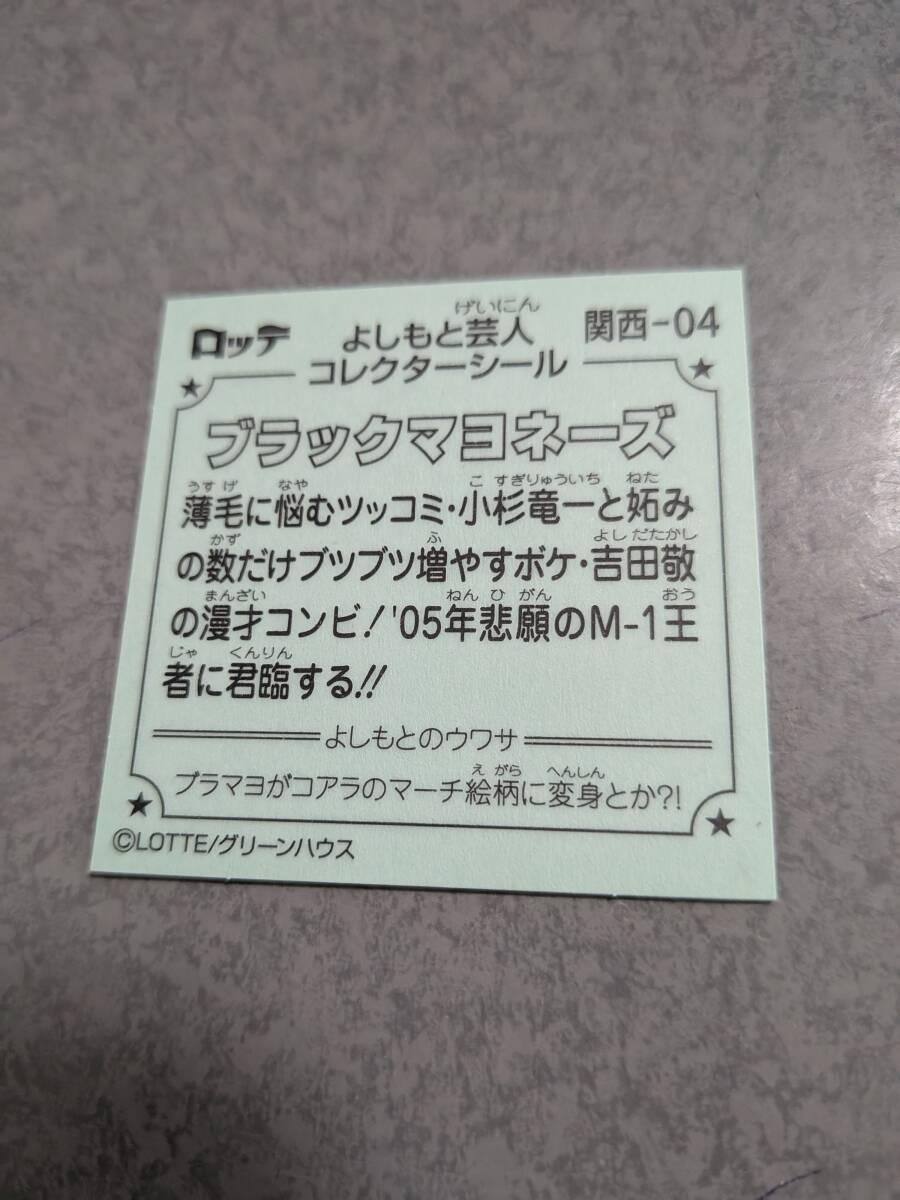 ロッテ
よしもと芸人
げいにん
コレクターシール
関西-04
ブラックマヨネーズ
うす げ なや こ すぎりゅういち ねた
薄毛に悩むツッコミ・小杉竜一と妬み
かず ふ よし だたかし
の数だけブツブツ増やすボケ・吉田敬
まんざい ねん ひ がん おう
の漫才コンビ!'05年悲願のM-1王
じゃ くんりん
者に君臨する!!
よしもとのウワサ
え がら へんしん
ブラマヨがコアラのマーチ絵柄に変身とか?!
©LOTTE/グリーンハウス